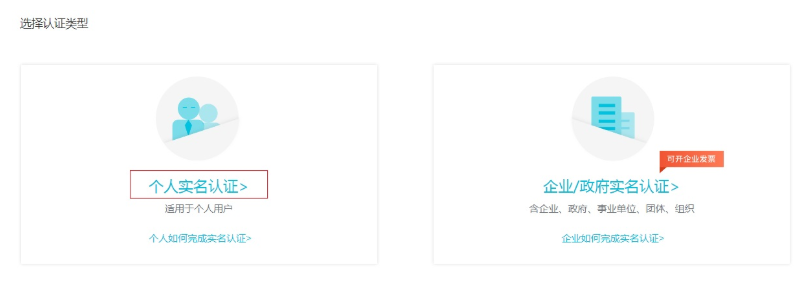 选择认证类型
个人实名认证>
适用于个人用户
个人如何完成实名认证>
可开企业发票
企业/政府实名认证>
含企业、政府、事业单位、团体、组织
企业如何完成实名认证>